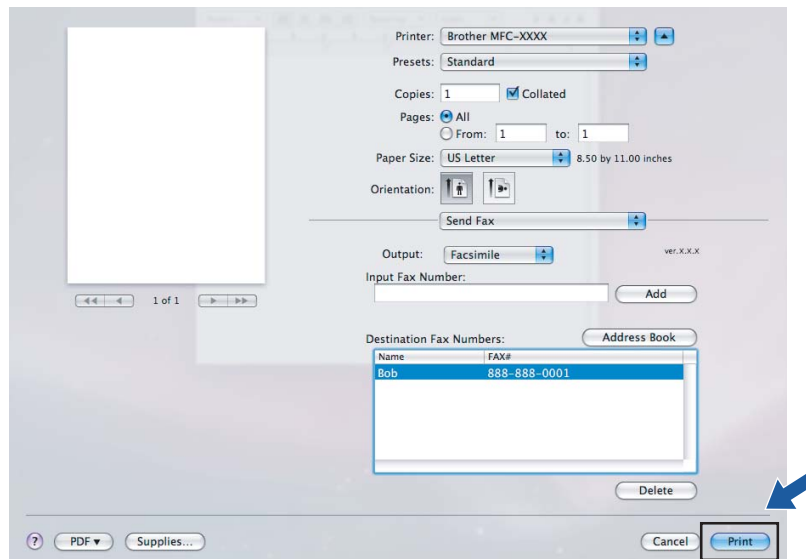 Printer: Brother MFC-XXXX
Presets: Standard
Copies: 1 Collated
Pages: All
From: 1 to: 1
Paper Size: US Letter 8.50 by 11.00 inches
Orientation:
Send Fax
Output: Facsimile ver.X.X.X
Input Fax Number:
Add
1 of 1
Destination Fax Numbers: Address Book
Name FAX#
Bob 888-888-0001
Delete
? PDF Supplies... Cancel Print